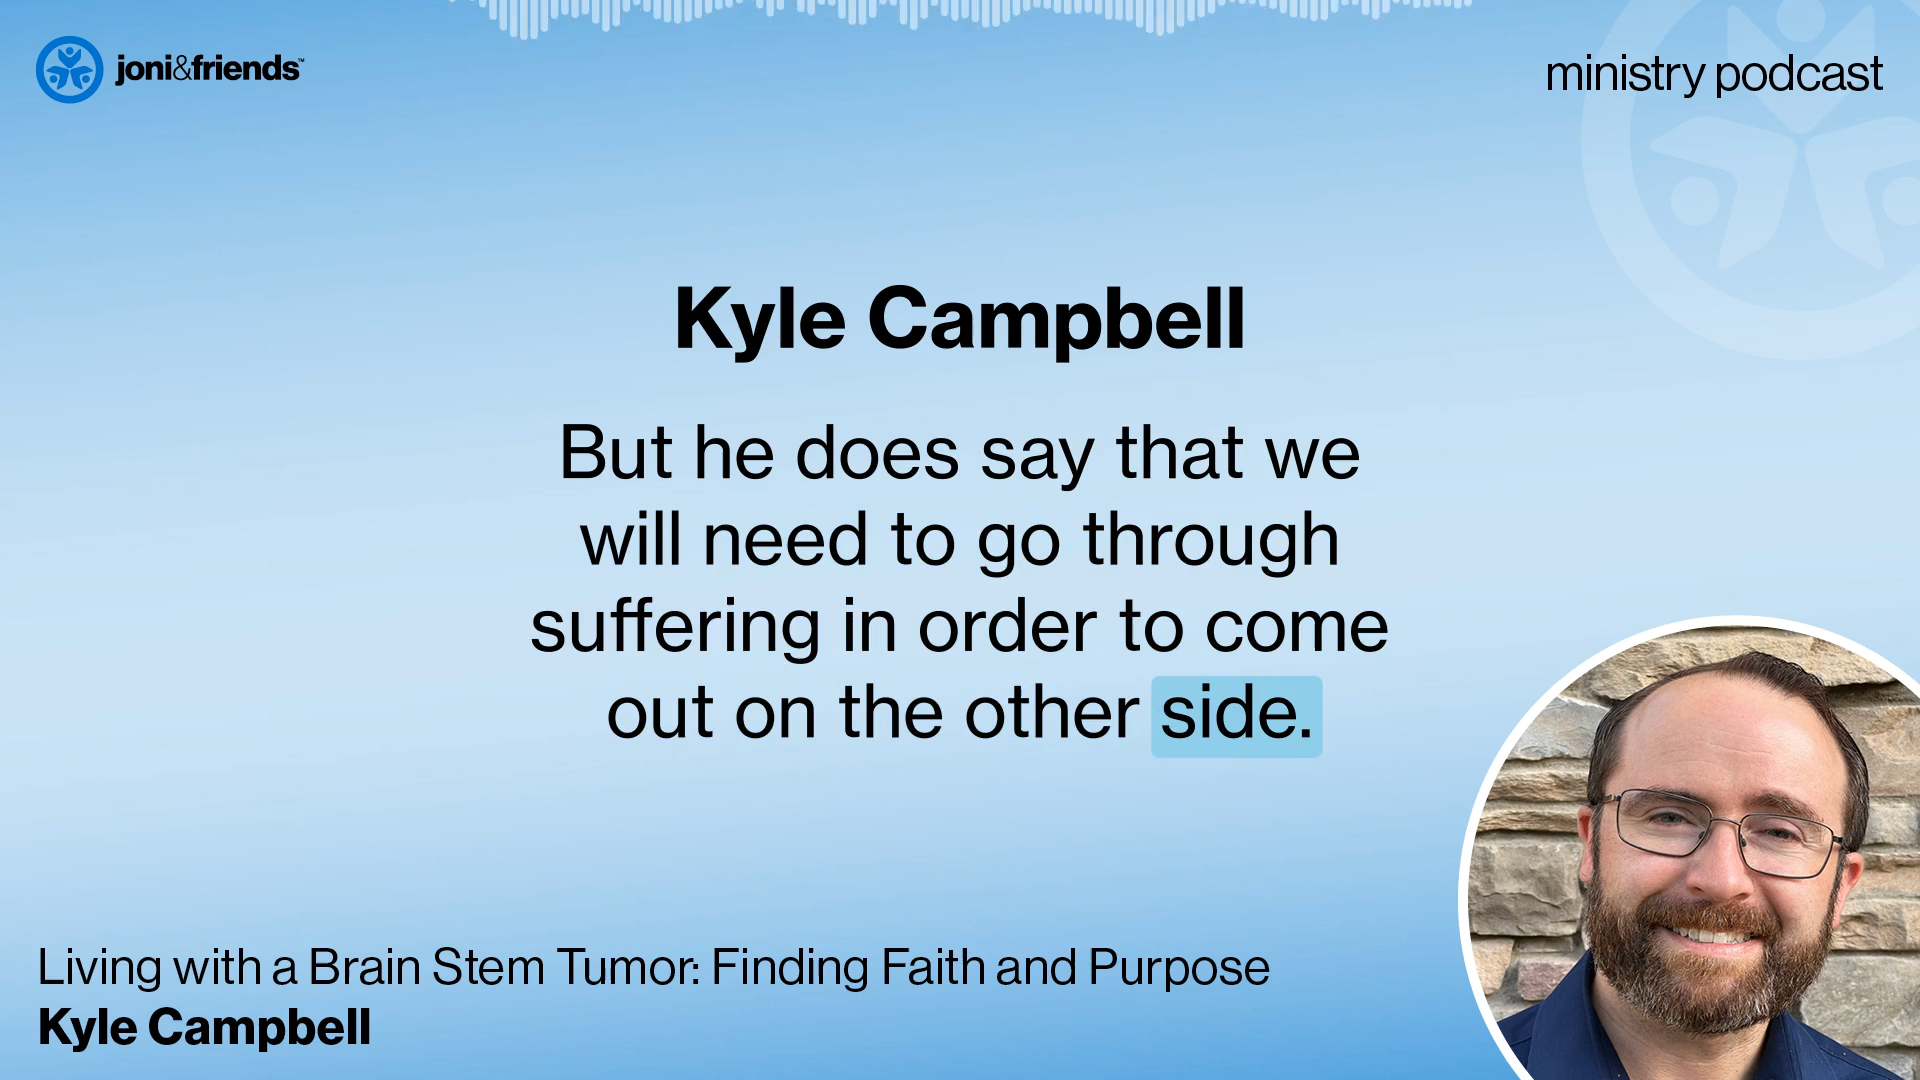 joni&friends™
ministry podcast
Kyle Campbell
But he does say that we
will need to go through
suffering in order to come
out on the other side.
Living with a Brain Stem Tumor: Finding Faith and Purpose
Kyle Campbell